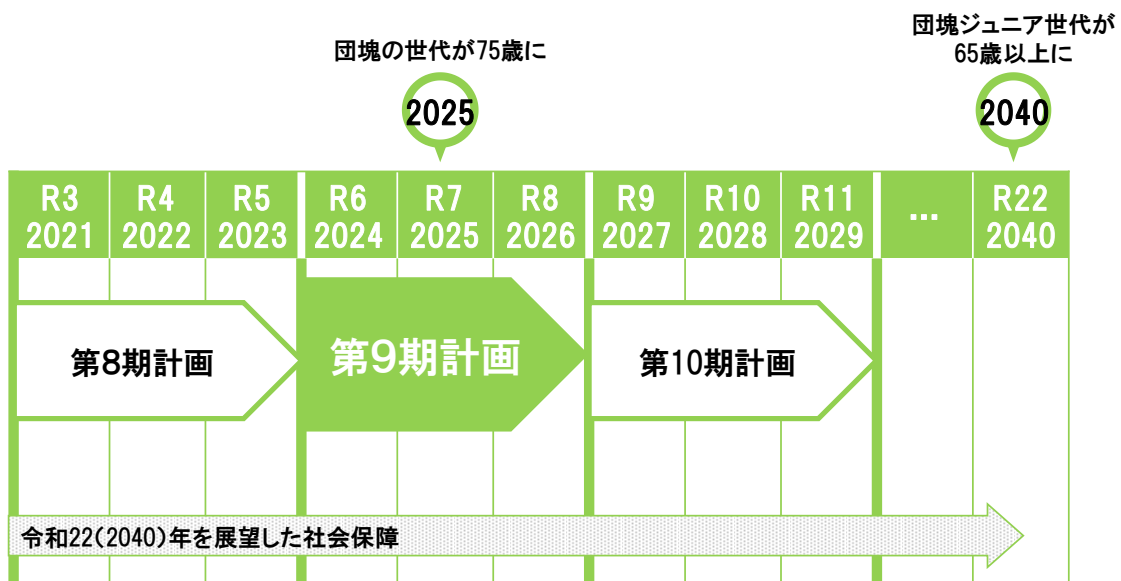 団塊の世代が75歳に
団塊ジュニア世代が
65歳以上に
2025
2040
R3 R4 R5 R6 R7 R8 R9 R10 R11 … R22
2021 2022 2023 2024 2025 2026 2027 2028 2029 2040
第8期計画 第9期計画 第10期計画
令和22(2040)年を展望した社会保障